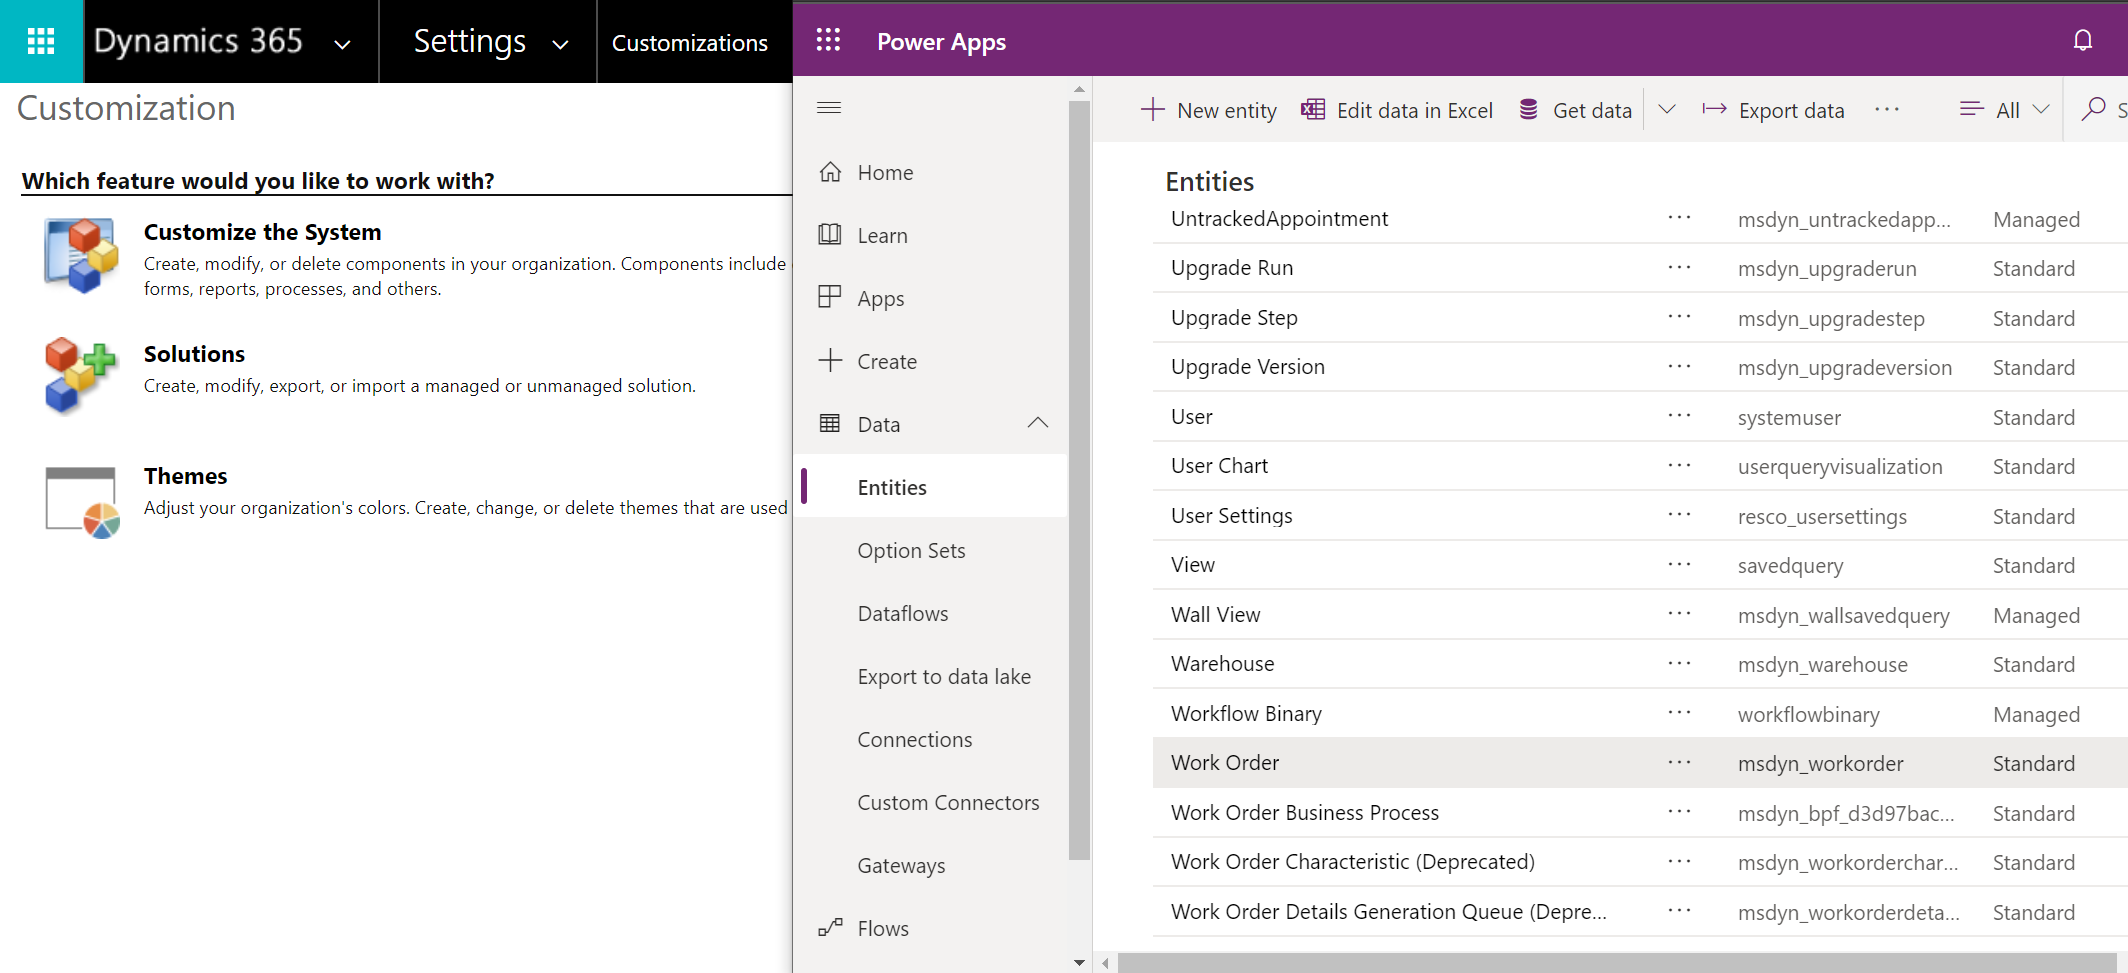 Dynamics 365
Settings
Customizations
Customization
Which feature would you like to work with?
Customize the System
Create, modify, or delete components in your organization. Components include
forms, reports, processes, and others.
Solutions
Create, modify, export, or import a managed or unmanaged solution.
Themes
Adjust your organization's colors. Create, change, or delete themes that are used
Power Apps
Home
Learn
Apps
Create
Data
Entities
Option Sets
Dataflows
Export to data lake
Connections
Custom Connectors
Gateways
Flows
New entity Edit data in Excel Get data Export data ··· All S
Entities
UntrackedAppointment ··· msdyn_untrackedapp... Managed
Upgrade Run ··· msdyn_upgraderun Standard
Upgrade Step ··· msdyn_upgradestep Standard
Upgrade Version ··· msdyn_upgradeversion Standard
User ··· systemuser Standard
User Chart ··· userqueryvisualization Standard
User Settings ··· resco_usersettings Standard
View ··· savedquery Standard
Wall View ··· msdyn_wallsavedquery Managed
Warehouse ··· msdyn_warehouse Standard
Workflow Binary ··· workflowbinary Managed
Work Order ··· msdyn_workorder Standard
Work Order Business Process ··· msdyn_bpf_d3d97bac... Standard
Work Order Characteristic (Deprecated) ··· msdyn_workorderchar... Standard
Work Order Details Generation Queue (Depre... ··· msdyn_workorderdeta... Standard